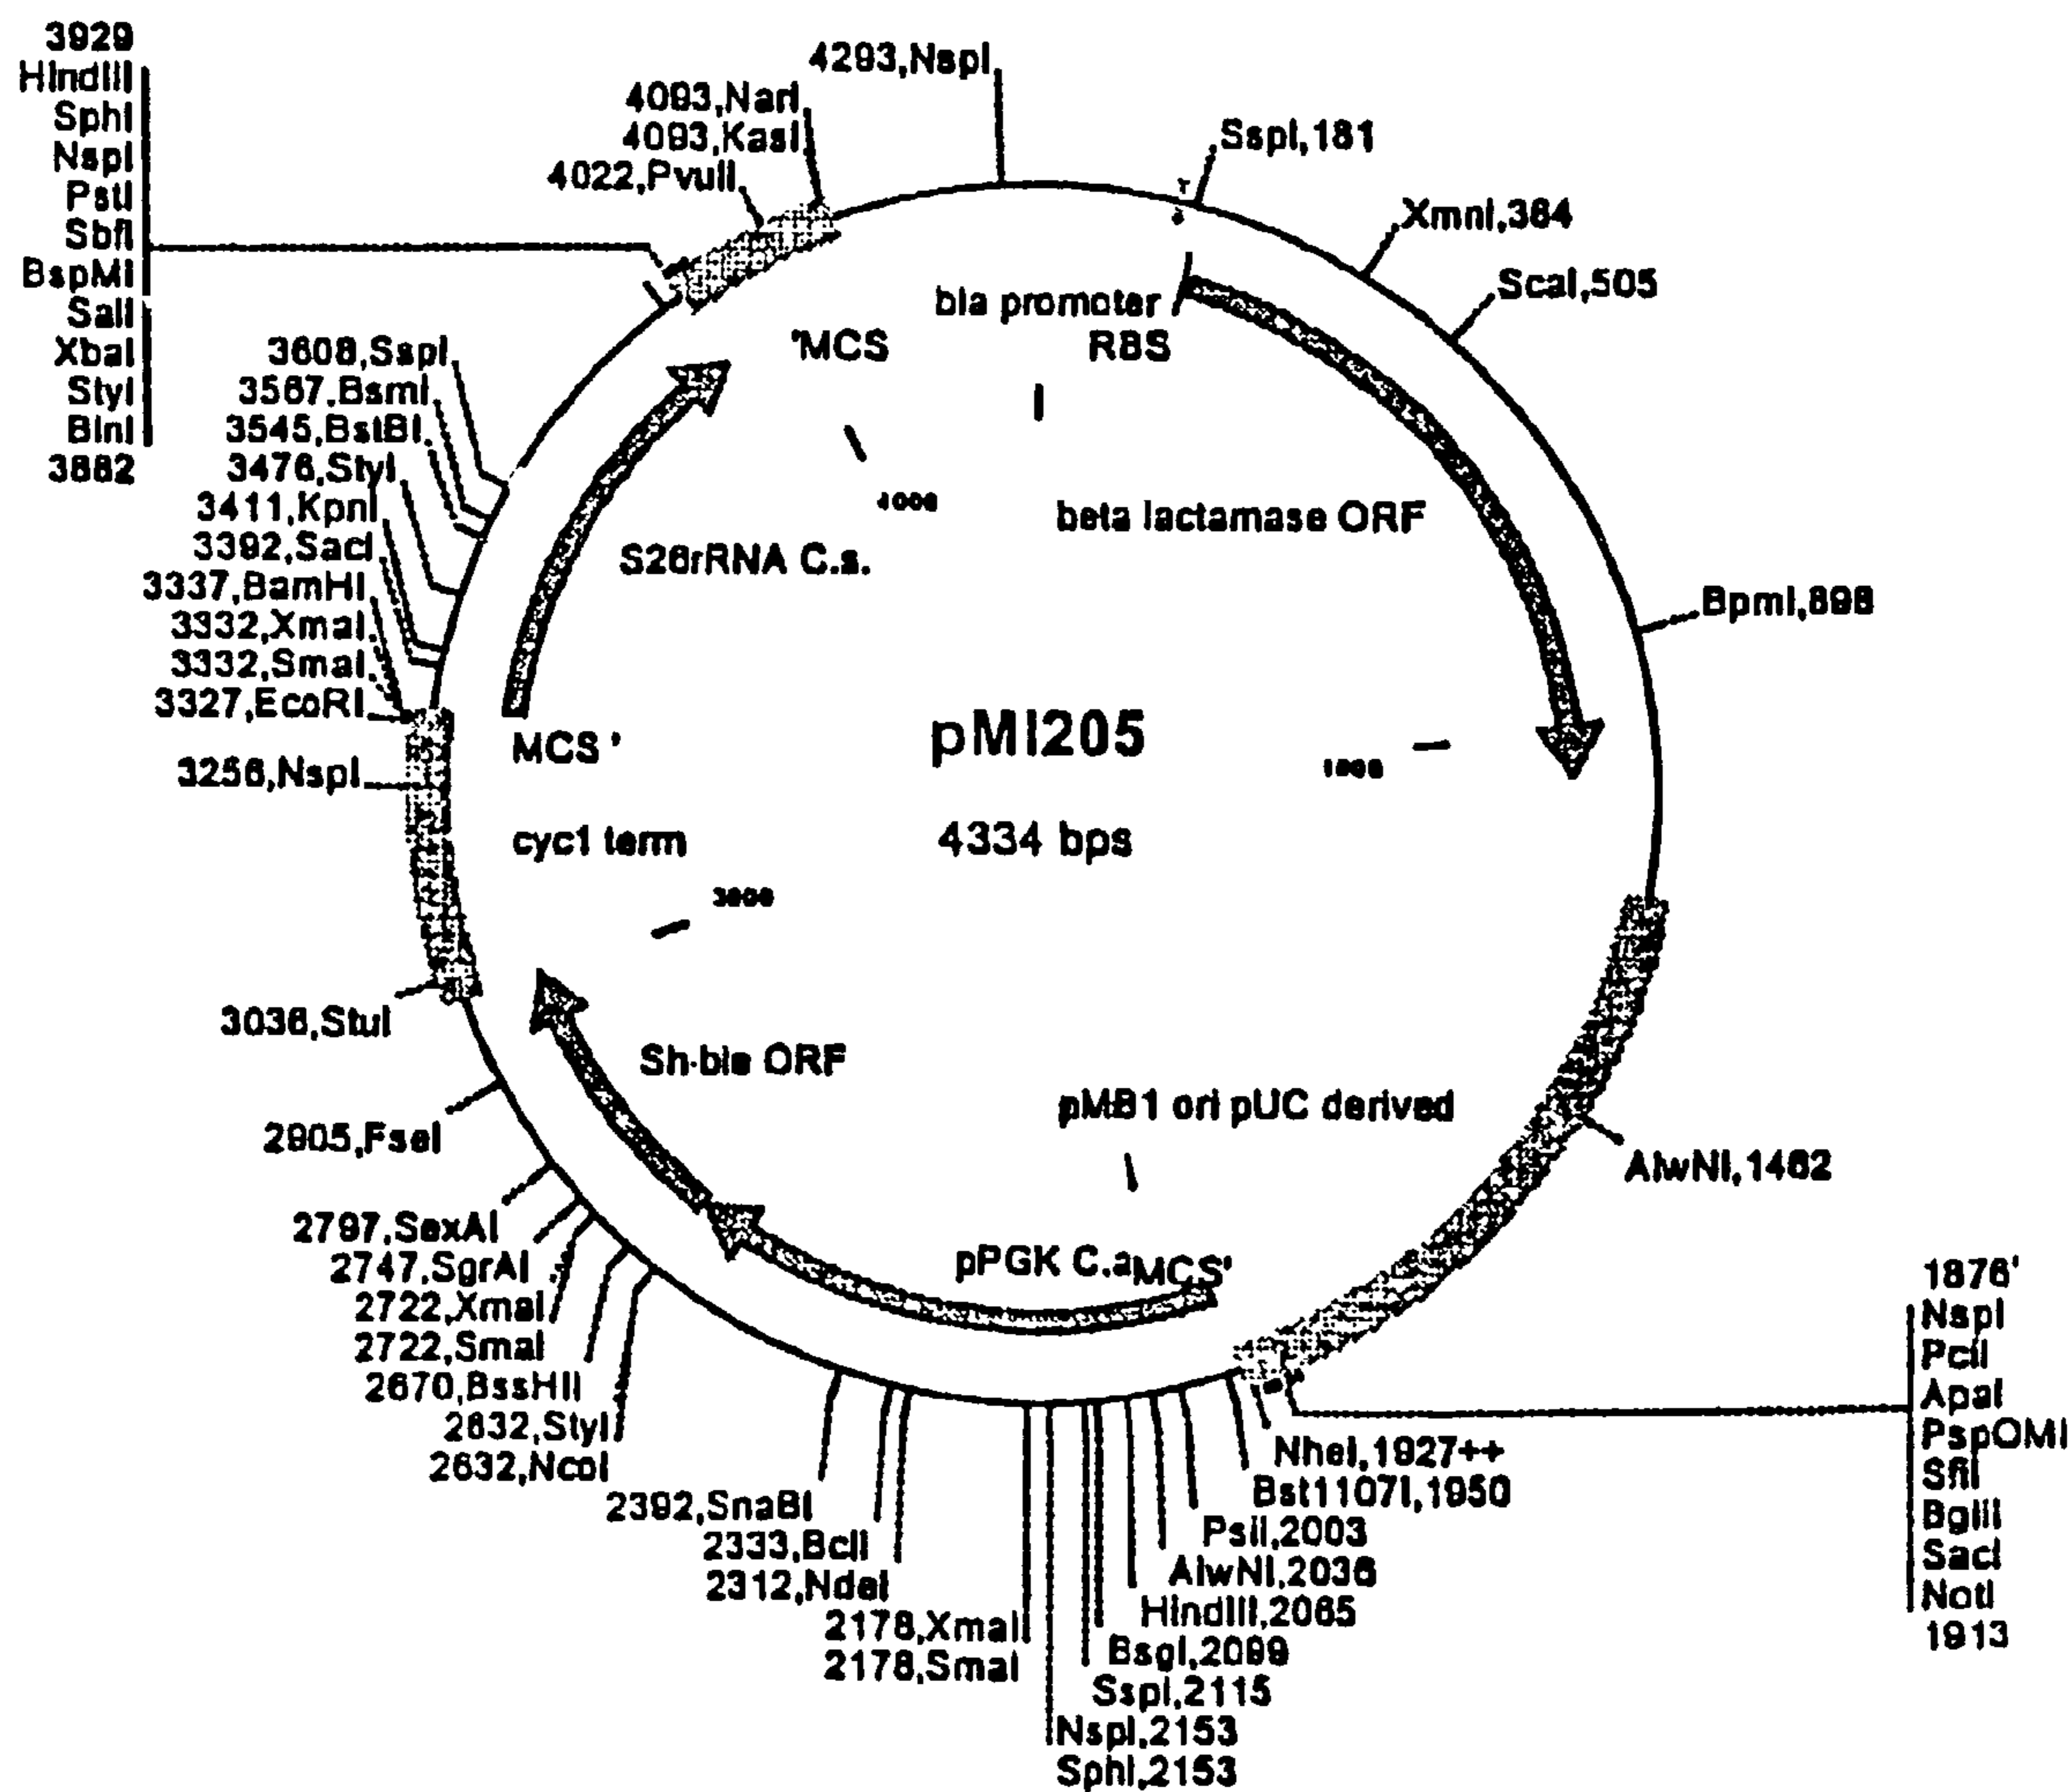 3929
HindIII
SphI
NspI
PstI
SbfI
BspMI
SalI
XbaI
StyI
BlnI
3882
4022,PvuII
4093,KasI
4093,NarI
4293,NspI
SspI,181
XmnI,384
ScaI,505
BpmI,898
AlwNI,1462
1876'
NspI
PciI
ApaI
PspOMI
SfiI
BglII
SacI
NotI
1913
NheI,1927++
Bst1107I,1950
PsiI,2003
AlwNI,2036
HindIII,2065
BsgI,2099
SspI,2115
NspI,2153
SphI,2153
2178,XmaI
2178,SmaI
2312,NdeI
2333,BclI
2392,SnaBI
2632,NcoI
2632,StyI
2670,BssHII
2722,SmaI
2722,XmaI
2747,SgrAI
2797,SexAI
2905,FseI
3036,StuI
3256,NspI
3327,EcoRI
3332,SmaI
3332,XmaI
3337,BamHI
3392,SacI
3411,KpnI
3476,StyI
3545,BstBI
3567,BsmI
3608,SspI
'MCS
bla promoter
RBS
4000
beta lactamase ORF
S26rRNA C.s.
MCS'
pMI205
1000
cyc1 term
4334 bps
3000
Sh-ble ORF
pMB1 ori pUC derived
pPGK C.a
MCS'